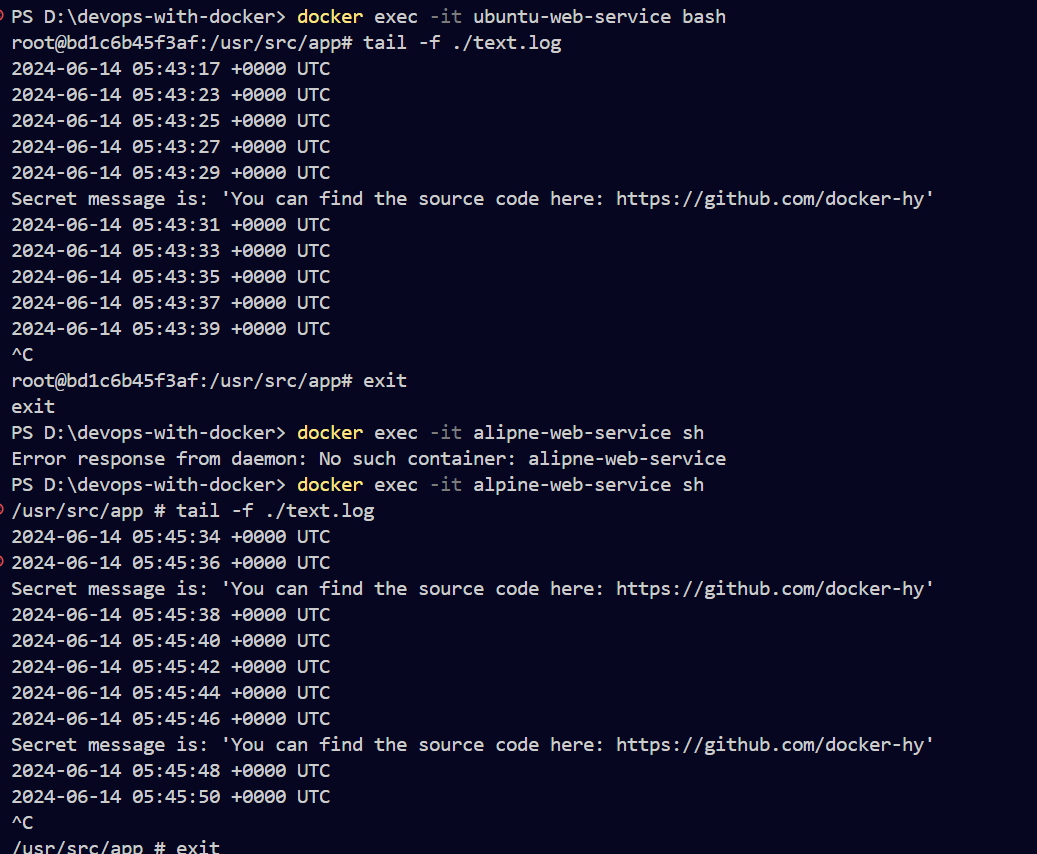 PS D:\devops-with-docker> docker exec -it ubuntu-web-service bash
root@bd1c6b45f3af:/usr/src/app# tail -f ./text.log
2024-06-14 05:43:17 +0000 UTC
2024-06-14 05:43:23 +0000 UTC
2024-06-14 05:43:25 +0000 UTC
2024-06-14 05:43:27 +0000 UTC
2024-06-14 05:43:29 +0000 UTC
Secret message is: 'You can find the source code here: https://github.com/docker-hy'
2024-06-14 05:43:31 +0000 UTC
2024-06-14 05:43:33 +0000 UTC
2024-06-14 05:43:35 +0000 UTC
2024-06-14 05:43:37 +0000 UTC
2024-06-14 05:43:39 +0000 UTC
^C
root@bd1c6b45f3af:/usr/src/app# exit
exit
PS D:\devops-with-docker> docker exec -it alipne-web-service sh
Error response from daemon: No such container: alipne-web-service
PS D:\devops-with-docker> docker exec -it alpine-web-service sh
/usr/src/app # tail -f ./text.log
2024-06-14 05:45:34 +0000 UTC
2024-06-14 05:45:36 +0000 UTC
Secret message is: 'You can find the source code here: https://github.com/docker-hy'
2024-06-14 05:45:38 +0000 UTC
2024-06-14 05:45:40 +0000 UTC
2024-06-14 05:45:42 +0000 UTC
2024-06-14 05:45:44 +0000 UTC
2024-06-14 05:45:46 +0000 UTC
Secret message is: 'You can find the source code here: https://github.com/docker-hy'
2024-06-14 05:45:48 +0000 UTC
2024-06-14 05:45:50 +0000 UTC
^C
/usr/src/app # exit